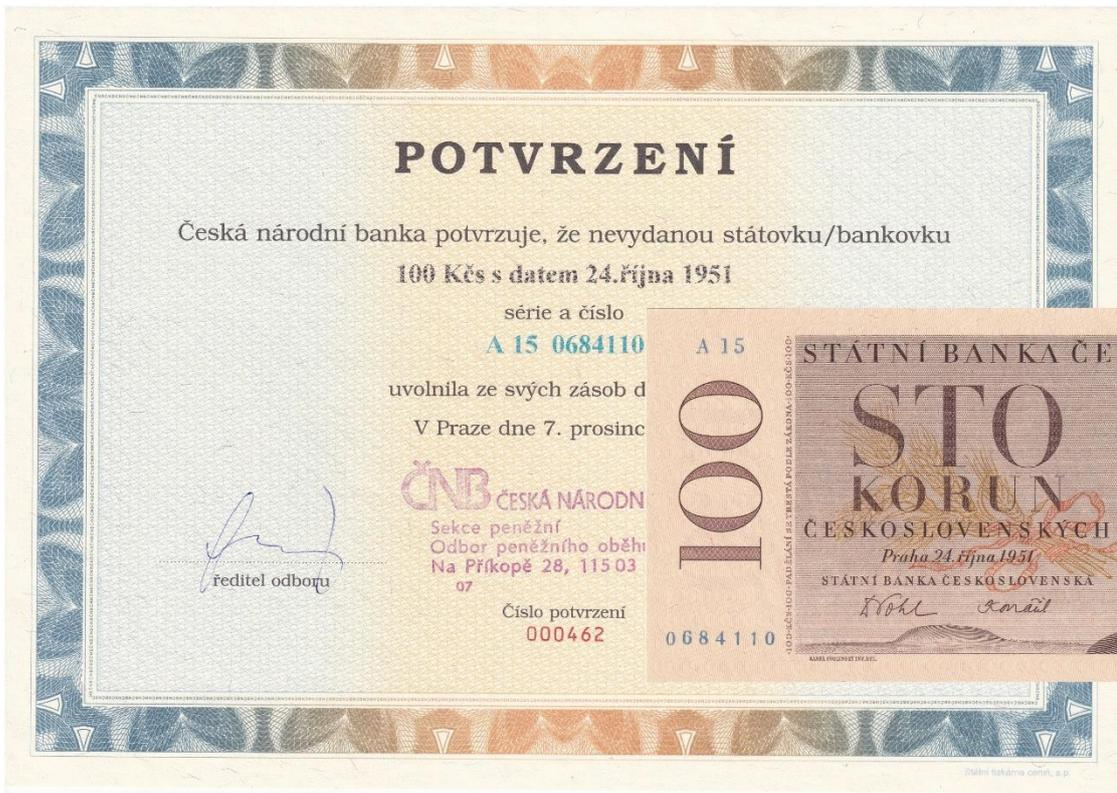 POTVRZENÍ
Česká národní banka potvrzuje, že nevydanou státovku/bankovku
100 Kčs s datem 24.října 1951
série a číslo
A 15 0684110
uvolnila ze svých zásob d
V Praze dne 7. prosinc
ČNB ČESKÁ NÁRODN
Sekce peněžní
Odbor peněžního oběhu
Na Příkopě 28, 115 03
07
ředitel odboru
Číslo potvrzení
000462
A 15
100
0684110
STÁTNÍ BANKA ČE
STO
KORUN
ČESKOSLOVENSKÝCH
Praha 24. října 1951
STÁTNÍ BANKA ČESKOSLOVENSKÁ
Státní tiskárna cenin, s.p.